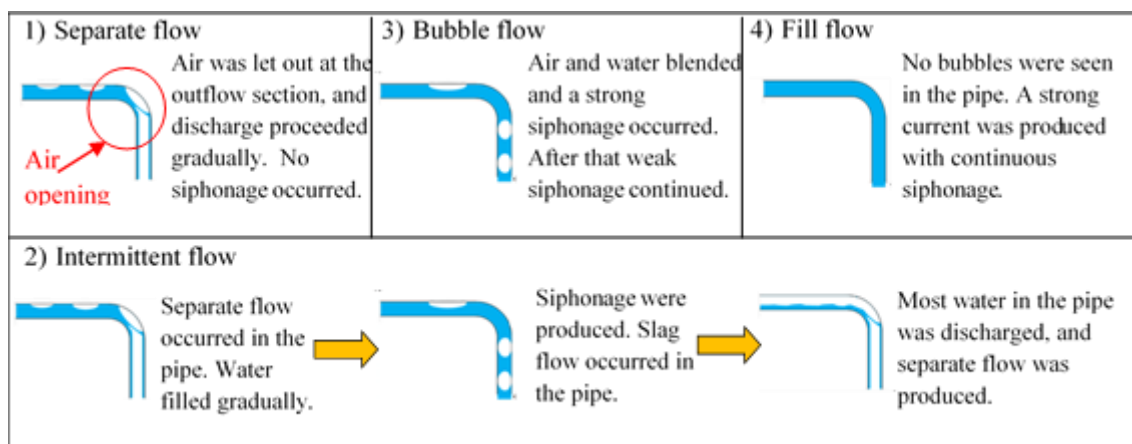 1) Separate flow
Air was let out at the
outflow section, and
discharge proceeded
gradually. No
siphonage occurred.
Air
opening
3) Bubble flow
Air and water blended
and a strong
siphonage occurred.
After that weak
siphonage continued.
4) Fill flow
No bubbles were seen
in the pipe. A strong
current was produced
with continuous
siphonage.
2) Intermittent flow
Separate flow
occurred in the
pipe. Water
filled gradually.
Siphonage were
produced. Slag
flow occurred in
the pipe.
Most water in the pipe
was discharged, and
separate flow was
produced.